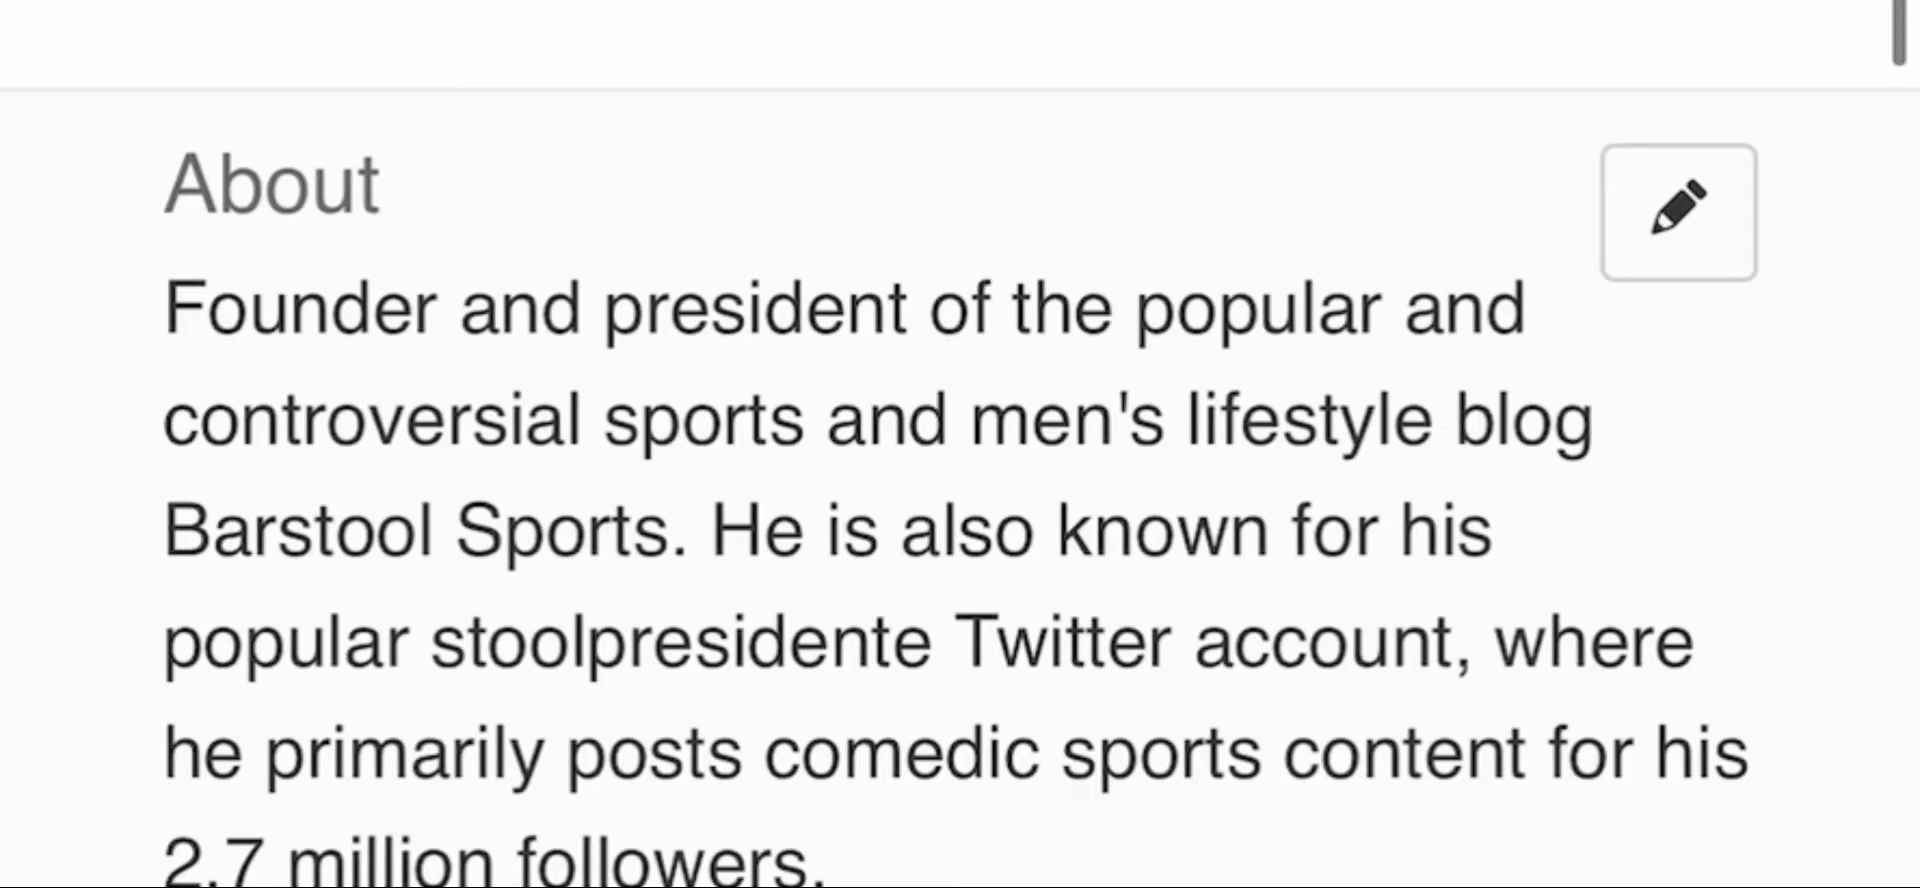 About
Founder and president of the popular and
controversial sports and men's lifestyle blog
Barstool Sports. He is also known for his
popular stoolpresidente Twitter account, where
he primarily posts comedic sports content for his
2.7 million followers.